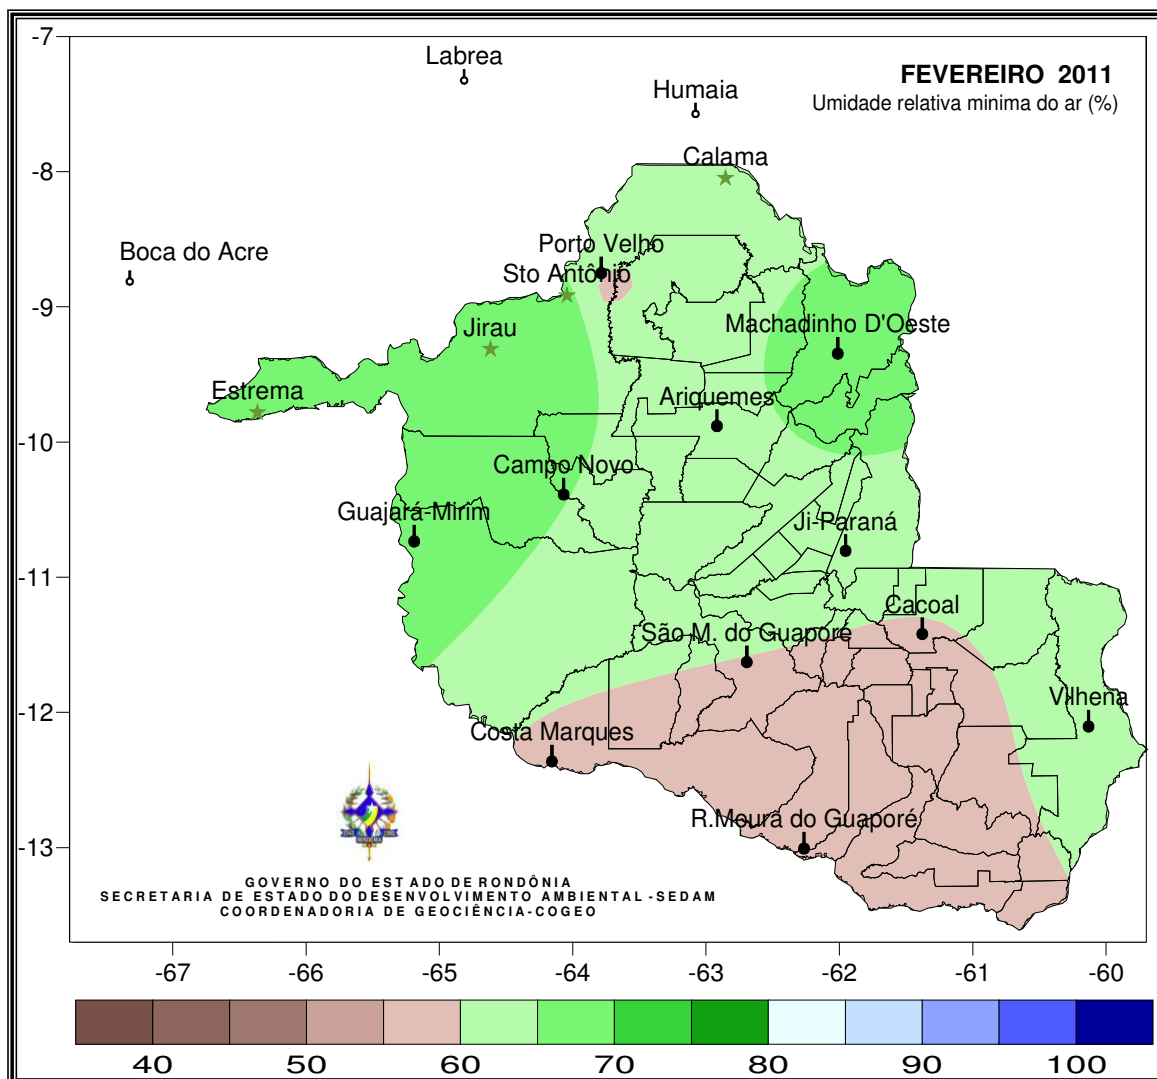 -7
Labrea
FEVEREIRO 2011
Humaia
Umidade relativa minima do ar (%)
Calama
-8
Porto Velho
Boca do Acre
Sto Antônio
-9
Machadinho D'Oeste
Jirau
Estrema
Ariquemes
-10
Campo Novo
Guajará-Mirim
Ji-Paraná
-11
Cacoal
São M. do Guaporé
Vilhena
-12
Costa Marques
R.Moura do Guaporé
-13
GOVERNO DO ESTADO DE RONDÔNIA
SECRETARIA DE ESTADO DO DESENVOLVIMENTO AMBIENTAL-SEDAM
COORDENADORIA DE GEOCIÊNCIA-COGEO
-67 -66 -65 -64 -63 -62 -61 -60
40 50 60 70 80 90 100